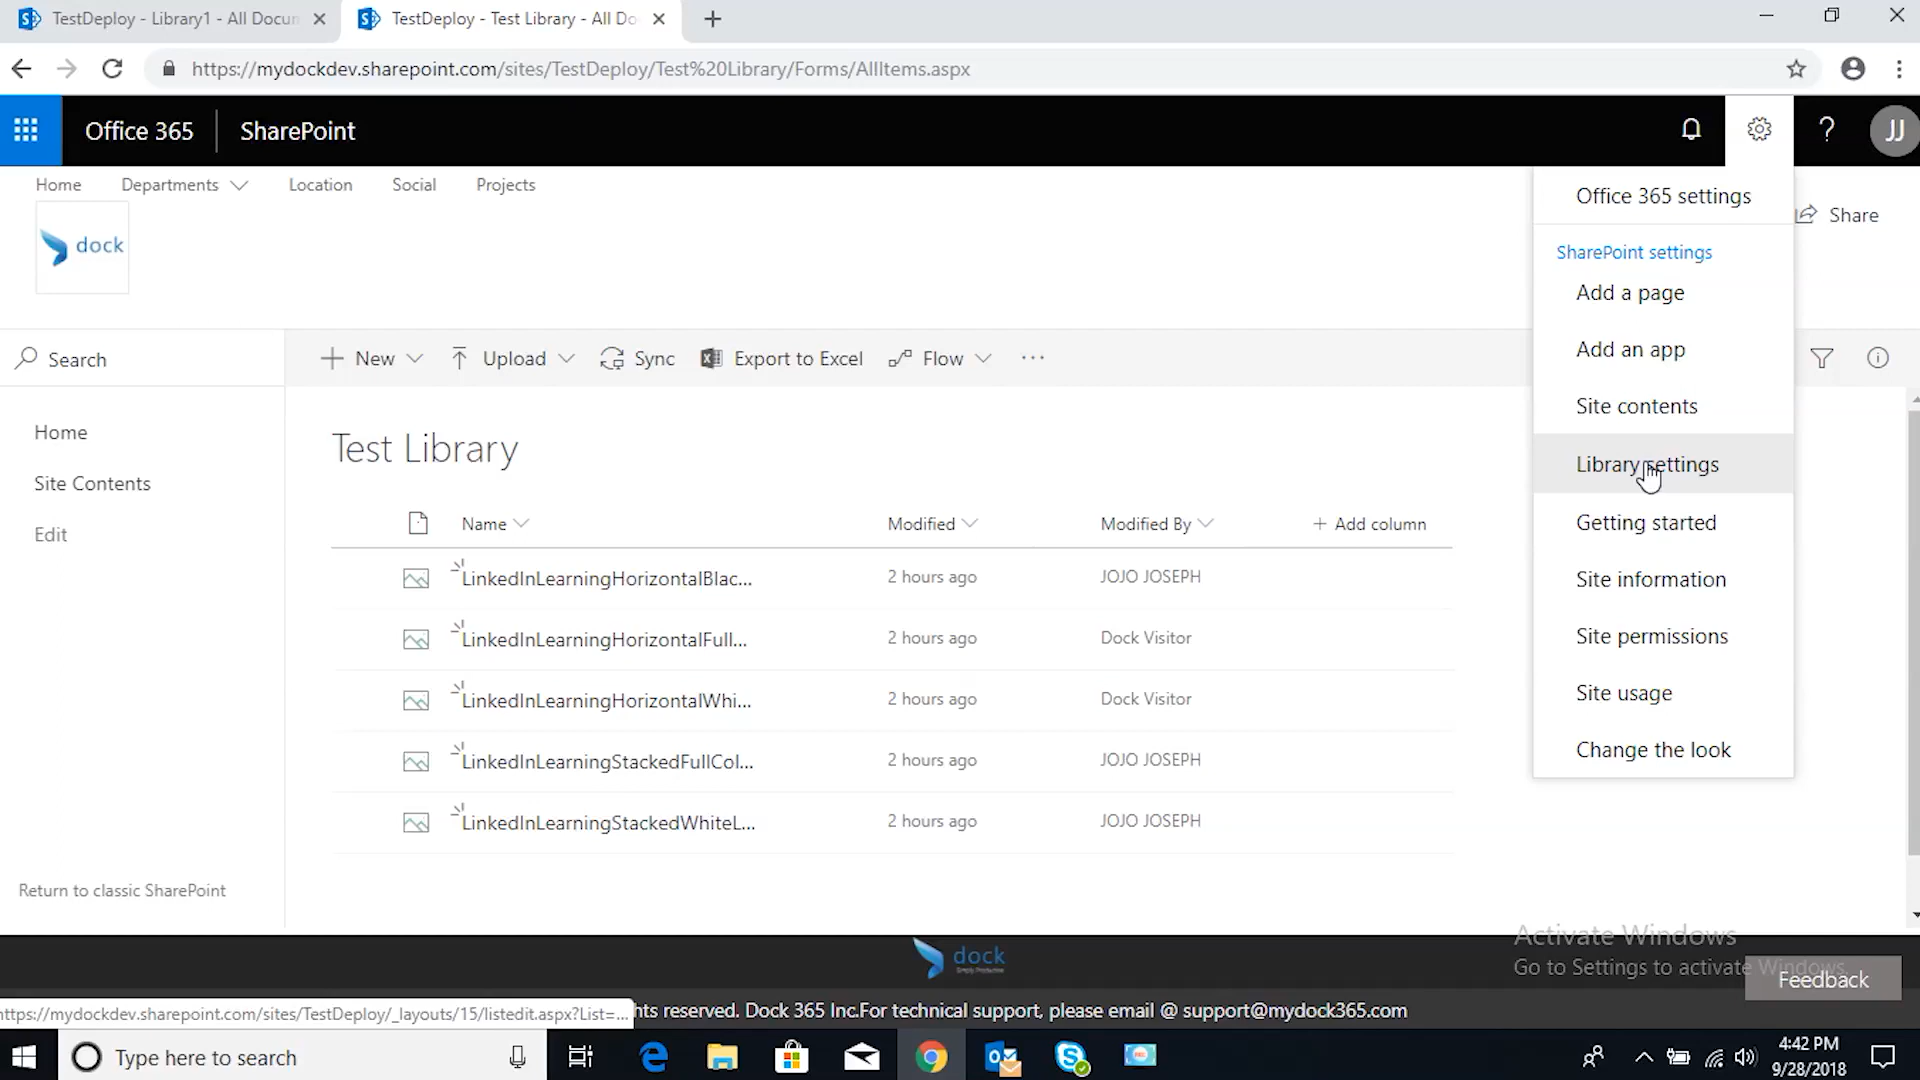 TestDeploy - Library1 - All Docun
TestDeploy - Test Library - All Do
https://mydockdev.sharepoint.com/sites/TestDeploy/Test%20Library/Forms/AllItems.aspx
Office 365
SharePoint
JJ
Home
Departments
Location
Social
Projects
dock
Office 365 settings
Share
SharePoint settings
Add a page
Add an app
Site contents
Library settings
Getting started
Site information
Site permissions
Site usage
Change the look
Search
New
Upload
Sync
Export to Excel
Flow
Home
Site Contents
Edit
Return to classic SharePoint
Test Library
Name
Modified
Modified By
Add column
LinkedInLearningHorizontalBlac...
2 hours ago
JOJO JOSEPH
LinkedInLearningHorizontalFull...
2 hours ago
Dock Visitor
LinkedInLearningHorizontalWhi...
2 hours ago
Dock Visitor
LinkedInLearningStackedFullCol...
2 hours ago
JOJO JOSEPH
LinkedInLearningStackedWhiteL...
2 hours ago
JOJO JOSEPH
dock
Simply Productive
Activate Windows
Go to Settings to activate Windows.
Feedback
https://mydockdev.sharepoint.com/sites/TestDeploy/_layouts/15/listedit.aspx?List=...
hts reserved. Dock 365 Inc.For technical support, please email @ support@mydock365.com
Type here to search
4:42 PM
9/28/2018